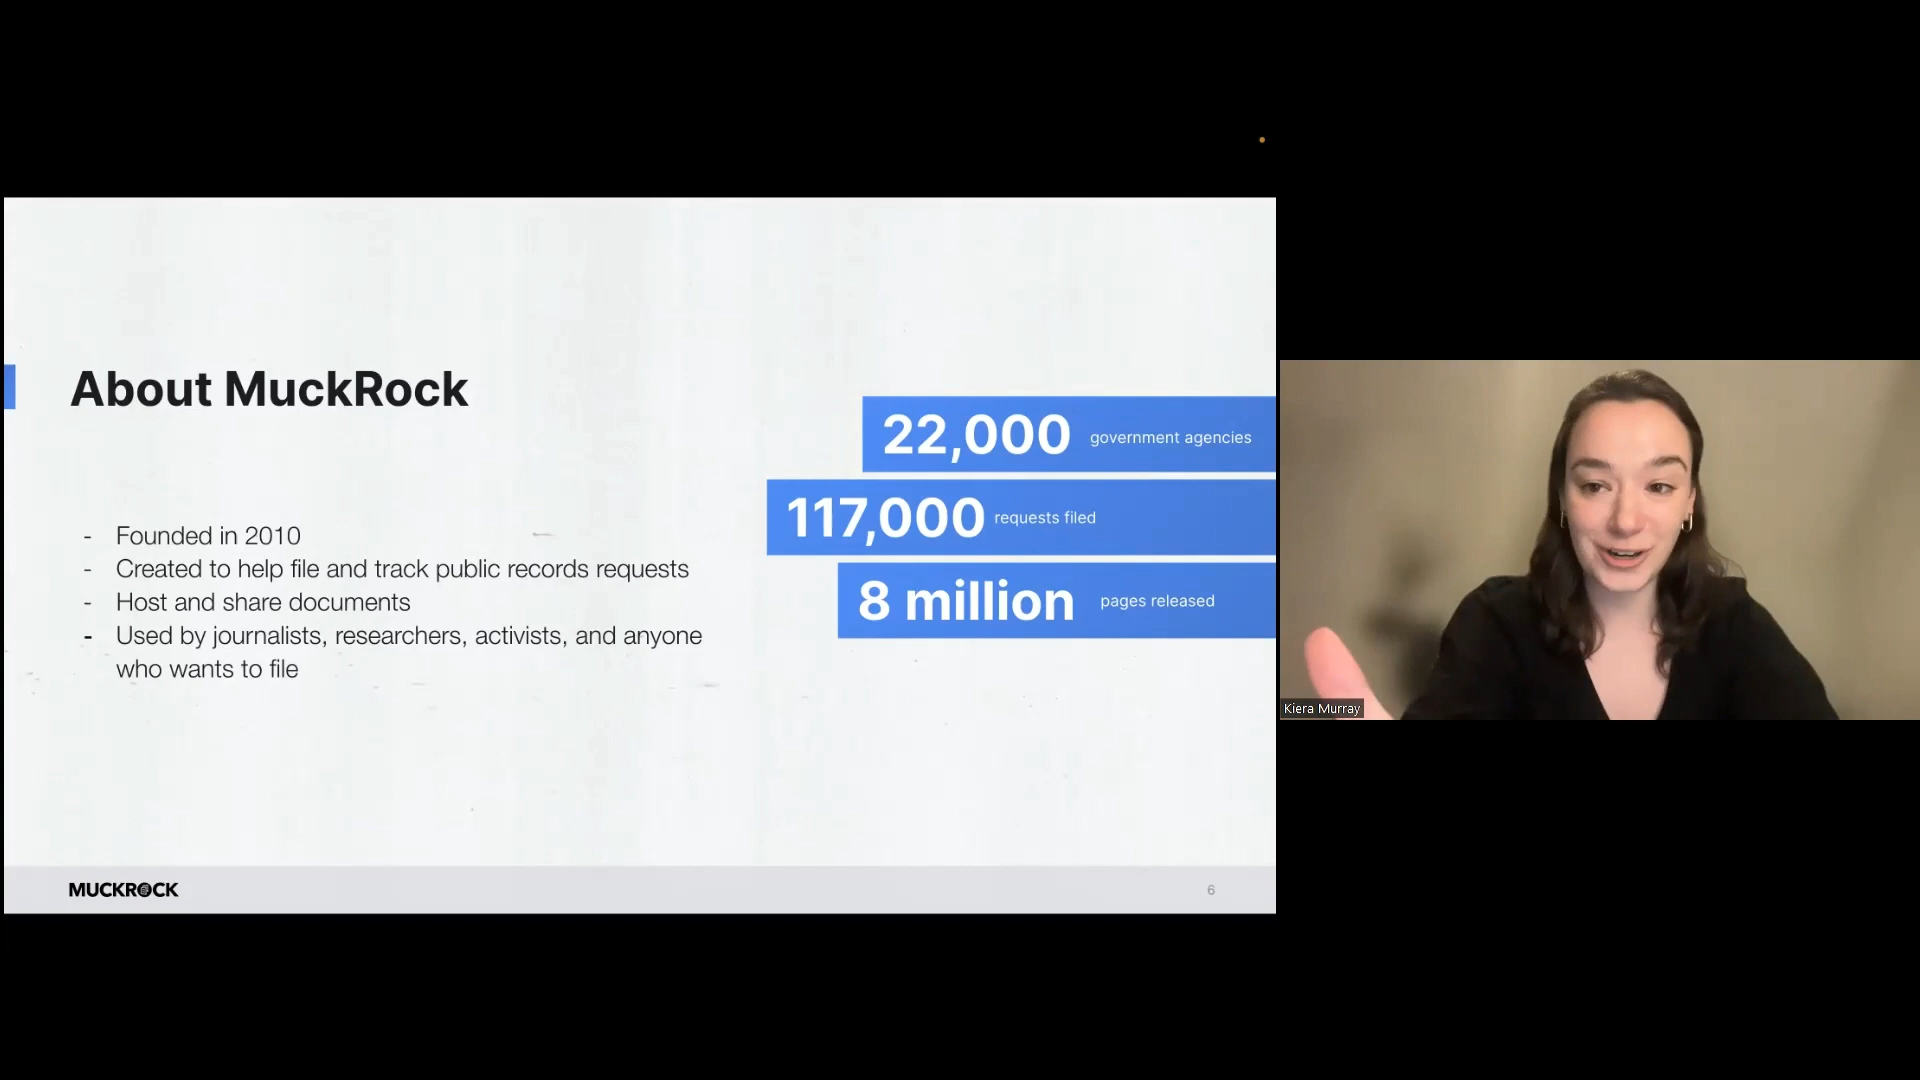 About MuckRock
- Founded in 2010
- Created to help file and track public records requests
- Host and share documents
- Used by journalists, researchers, activists, and anyone
who wants to file
22,000 government agencies
117,000 requests filed
8 million pages released
MUCKROCK
6
Kiera Murray